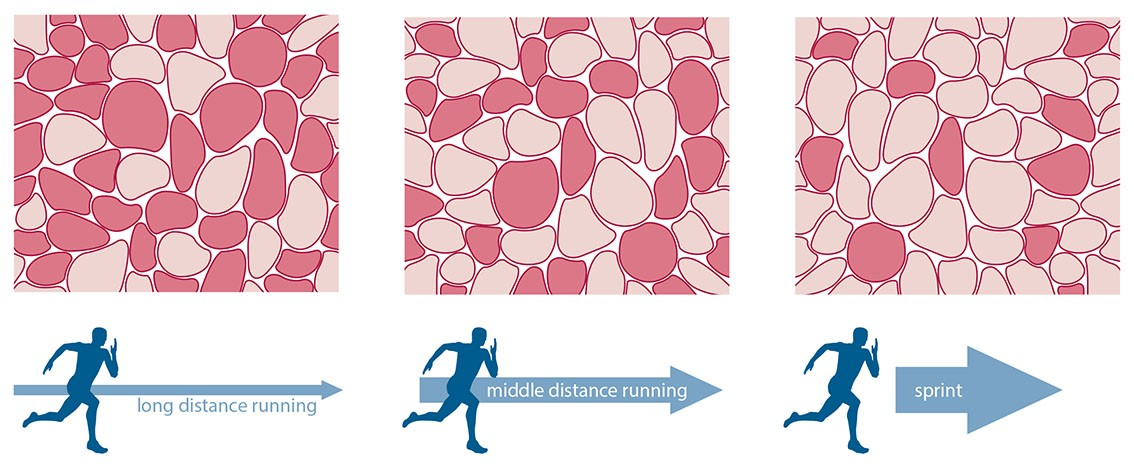 long distance running
middle distance running
sprint